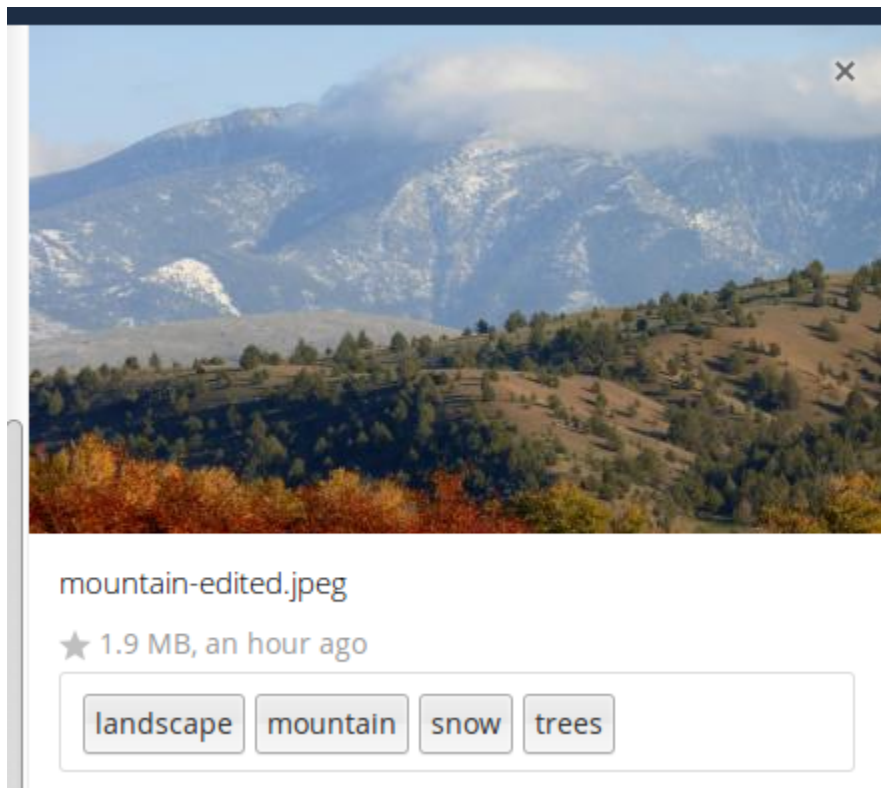 mountain-edited.jpeg
1.9 MB, an hour ago
landscape mountain snow trees